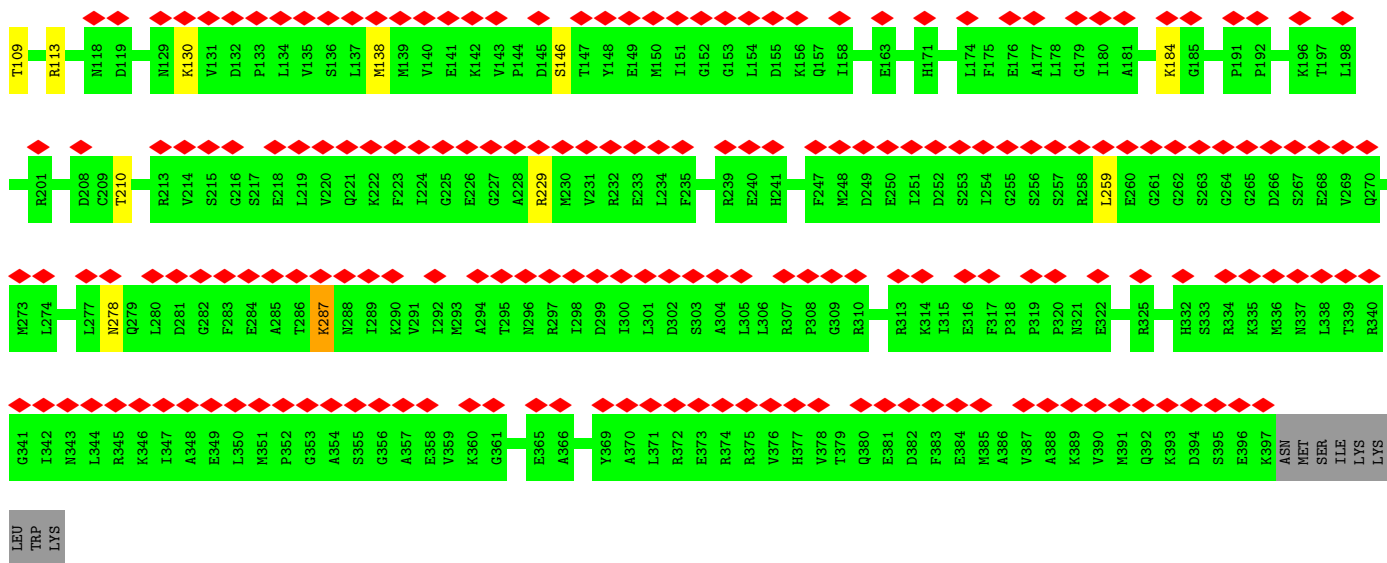 T109 R113 N118 D119 N129 K130 V131 D132 P133 L134 V135 S136 L137 M138 M139 V140 E141 K142 V143 P144 D145 S146 T147 Y148 E149 M150 I151 G152 G153 L154 D155 K156 Q157 I158 E163 H171 L174 F175 E176 A177 L178 G179 I180 A181 K184 G185 P191 P192 K196 T197 L198
R201 D208 C209 T210 R213 V214 S215 G216 S217 E218 L219 V220 Q221 K222 F223 I224 G225 E226 G227 A228 R229 M230 V231 R232 E233 L234 F235 R239 E240 H241 F247 M248 D249 E250 I251 D252 S253 I254 G255 S256 S257 R258 L259 E260 G261 G262 S263 G264 G265 D266 S267 E268 V269 Q270
M273 L274 L277 N278 Q279 L280 D281 G282 F283 E284 A285 T286 K287 N288 I289 K290 V291 I292 M293 A294 T295 N296 R297 I298 D299 I300 L301 D302 S303 A304 L305 L306 R307 P308 G309 R310 R313 K314 I315 E316 F317 P318 P319 P320 N321 E322 R325 H332 S333 R334 K335 M336 N337 L338 T339 R340
G341 I342 N343 L344 R345 K346 I347 A348 E349 L350 M351 P352 G353 A354 S355 G356 A357 E358 V359 K360 G361 E365 A366 Y369 A370 L371 R372 E373 R374 R375 V376 H377 V378 T379 Q380 E381 D382 F383 E384 M385 A386 V387 A388 K389 V390 M391 Q392 K393 D394 S395 E396 K397 ASN MET SER ILE LYS LYS
LEU TRP LYS